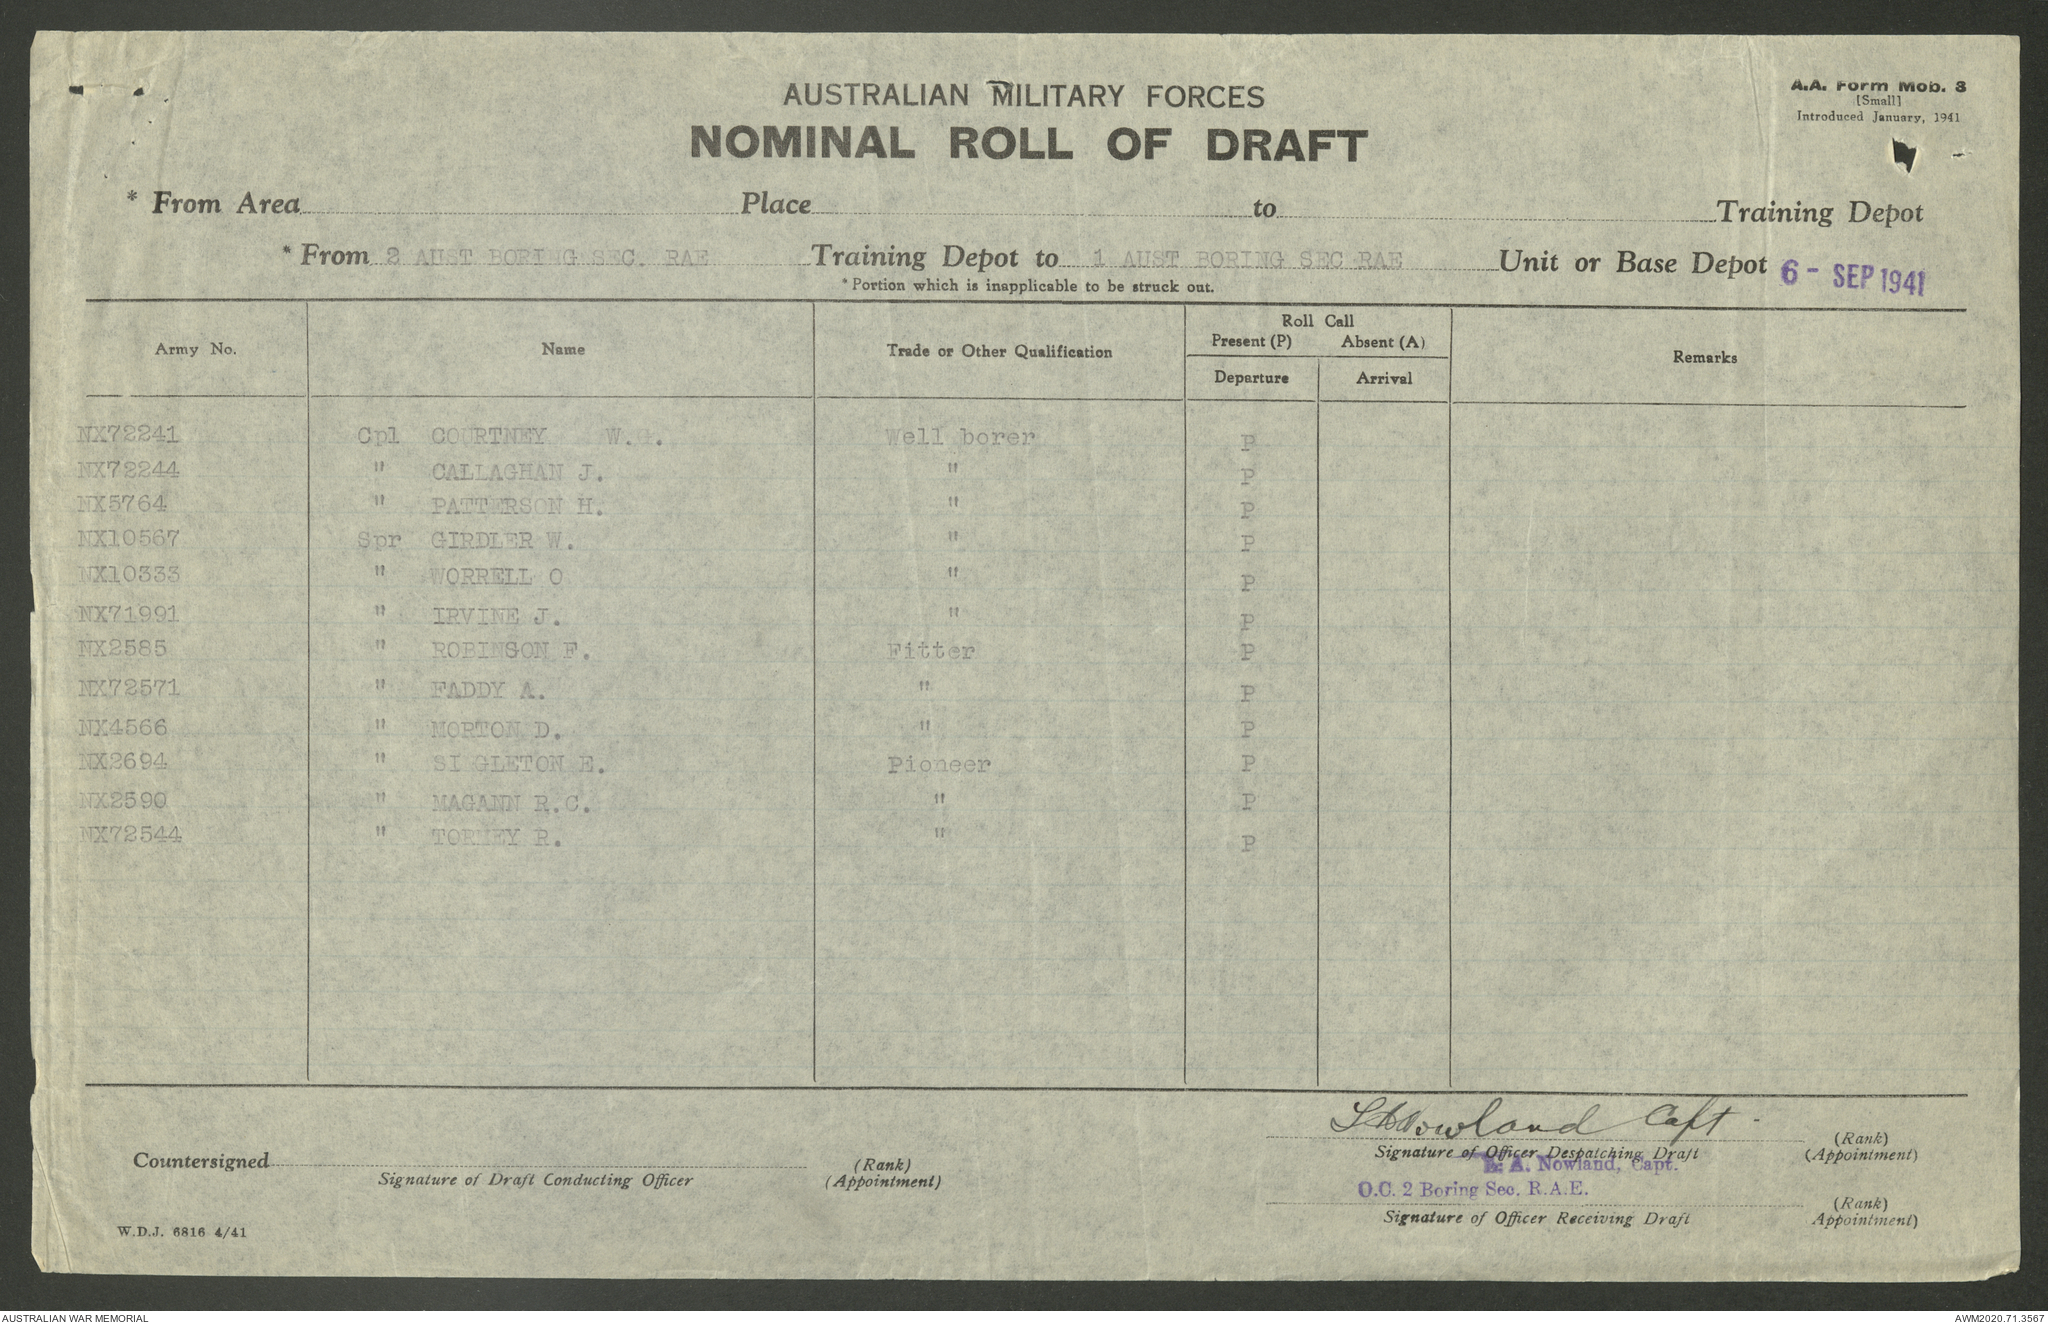 A.A. Form Mob. 3
[Small]
Introduced January, 1941
AUSTRALIAN MILITARY FORCES
NOMINAL ROLL OF DRAFT
* From Area Place to Training Depot
* From 2 AUST BORING SEC. RAE Training Depot to 1 AUST BORING SEC RAE Unit or Base Depot 6 - SEP 1941
* Portion which is inapplicable to be struck out.
Army No. Name Trade or Other Qualification Roll Call Remarks
Present (P) Absent (A)
Departure Arrival
NX72241 Cpl COURTNEY W.G. Well borer P
NX72244 " CALLAGHAN J. " P
NX5764 " PATTERSON H. " P
NX10567 Spr GIRDLER W. " P
NX10333 " WORRELL O " P
NX71991 " IRVINE J. " P
NX2585 " ROBINSON F. Fitter P
NX72571 " FADDY A. " P
NX4566 " MORTON D. " P
NX2694 " SI GLETON E. Pioneer P
NX2590 " MAGANN R.C. " P
NX72544 " R. " P
Nowland Capt.
Countersigned
Signature of Draft Conducting Officer
(Rank)
(Appointment)
Signature of Officer Despatching Draft
(Rank)
(Appointment)
A. Nowland, Capt.
O.C. 2 Boring Sec. R.A.E.
Signature of Officer Receiving Draft
(Rank)
Appointment)
W.D.J. 6816 4/41
AUSTRALIAN WAR MEMORIAL
AWM2020.71.3567